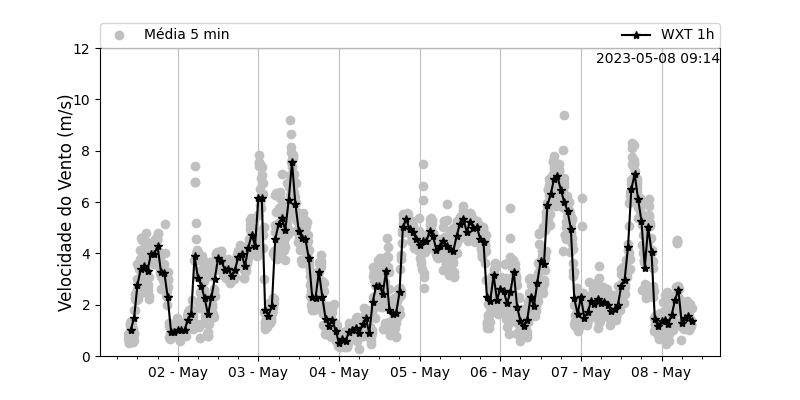 Média 5 min
WXT 1h
2023-05-08 09:14
Velocidade do Vento (m/s)
12
10
8
6
4
2
0
02 - May
03 - May
04 - May
05 - May
06 - May
07 - May
08 - May